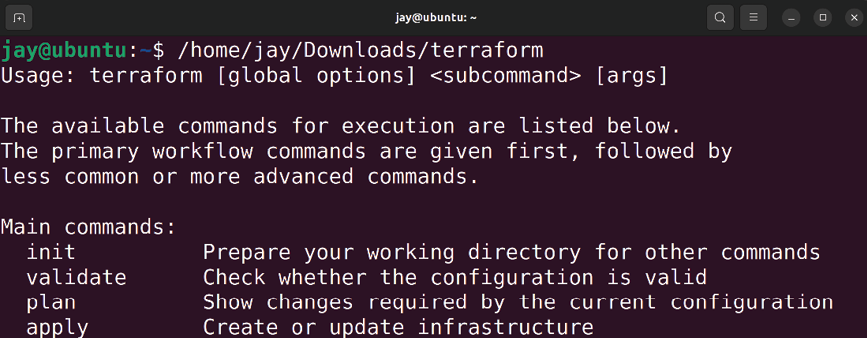 jay@ubuntu: ~
jay@ubuntu:~$ /home/jay/Downloads/terraform
Usage: terraform [global options] <subcommand> [args]

The available commands for execution are listed below.
The primary workflow commands are given first, followed by
less common or more advanced commands.

Main commands:
  init          Prepare your working directory for other commands
  validate      Check whether the configuration is valid
  plan          Show changes required by the current configuration
  apply         Create or update infrastructure